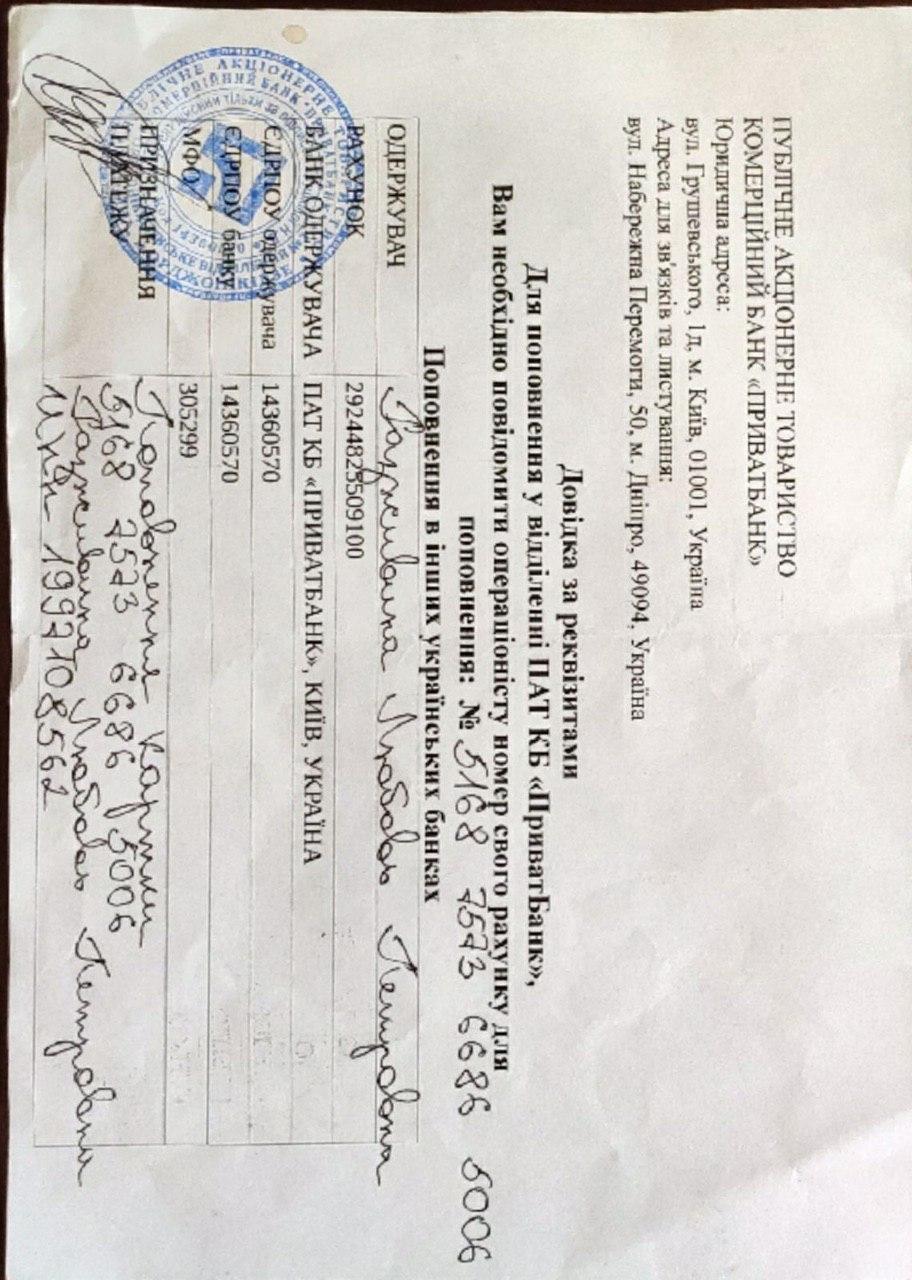 ПУБЛІЧНЕ АКЦІОНЕРНЕ ТОВАРИСТВО
КОМЕРЦІЙНИЙ БАНК «ПРИВАТБАНК»
Юридична адреса:
вул. Грушевського, 1д, м. Київ, 01001, Україна
Адреса для зв'язків та листування:
вул. Набережна Перемоги, 50, м. Дніпро, 49094, Україна
Довідка за реквізитами
Для поповнення у відділенні ПАТ КБ «ПриватБанк»,
Вам необхідно повідомити операціоністу номер свого рахунку для
поповнення: № 5168 7573 6686 5006
Поповнення в інших українських банках
ОДЕРЖУВАЧ Любовь Петровна
РАХУНОК 29244825509100
БАНК ОДЕРЖУВАЧА ПАТ КБ «ПРИВАТБАНК», КИЇВ, УКРАЇНА
ЄДРПОУ одержувача 14360570
ЄДРПОУ банку 14360570
МФО 305299
ПРИЗНАЧЕННЯ Поповнення картки
ПЛАТЕЖУ 5168 7573 6686 5006
Любовь Петровна
ИНН 1997108562